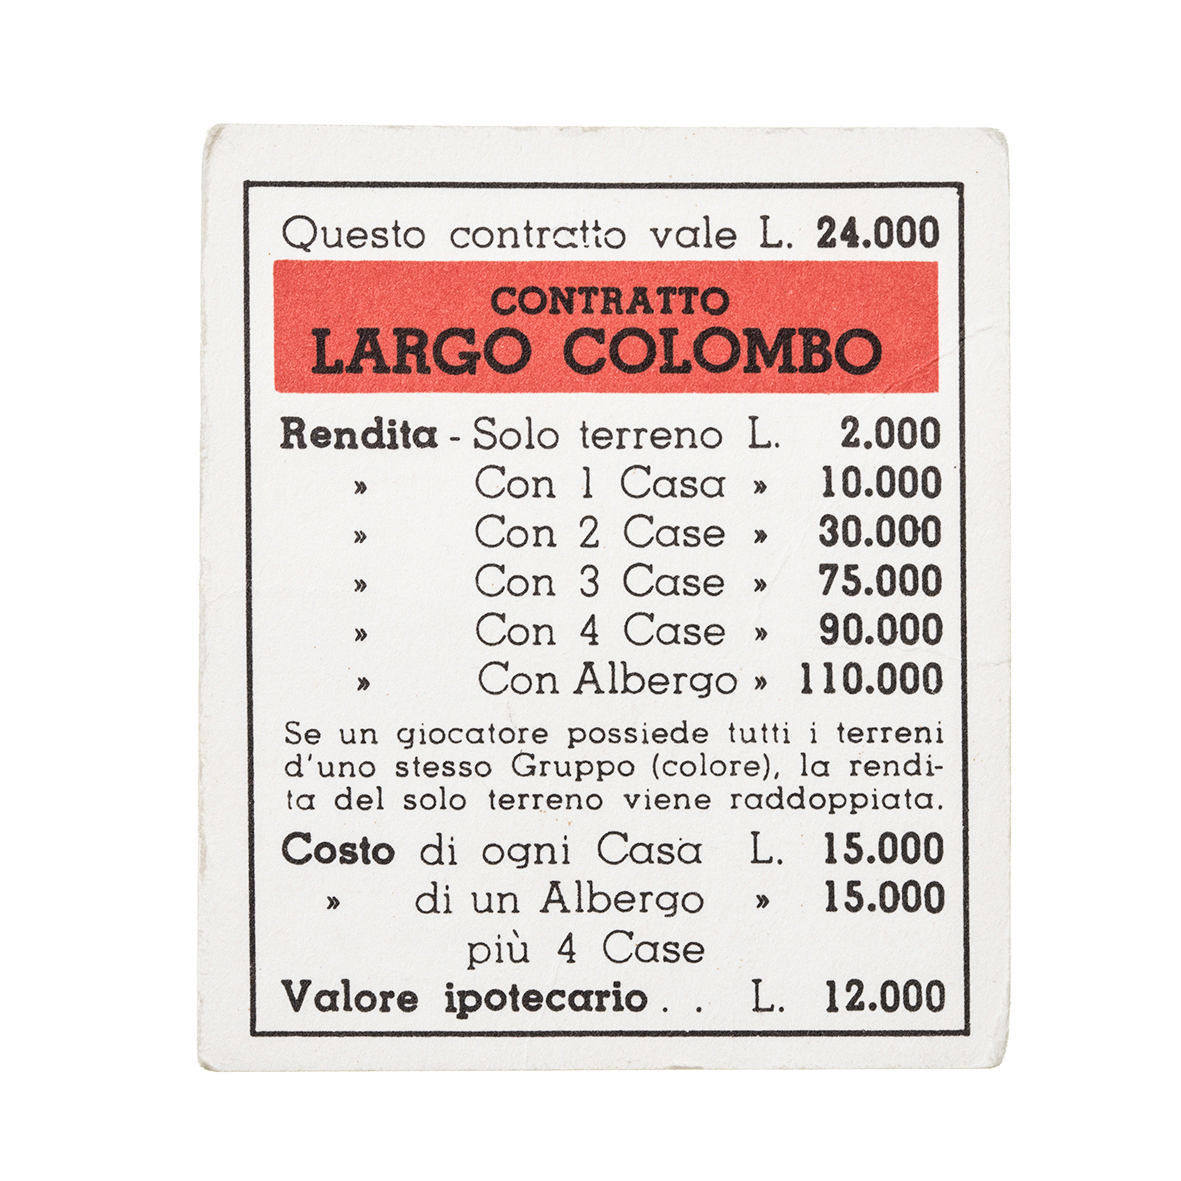 Questo contratto vale L. 24.000
CONTRATTO
LARGO COLOMBO
Rendita - Solo terreno L. 2.000
» Con 1 Casa » 10.000
» Con 2 Case » 30.000
» Con 3 Case » 75.000
» Con 4 Case » 90.000
» Con Albergo » 110.000
Se un giocatore possiede tutti i terreni
d'uno stesso Gruppo (colore), la rendi-
ta del solo terreno viene raddoppiata.
Costo di ogni Casa L. 15.000
» di un Albergo » 15.000
più 4 Case
Valore ipotecario . . L. 12.000